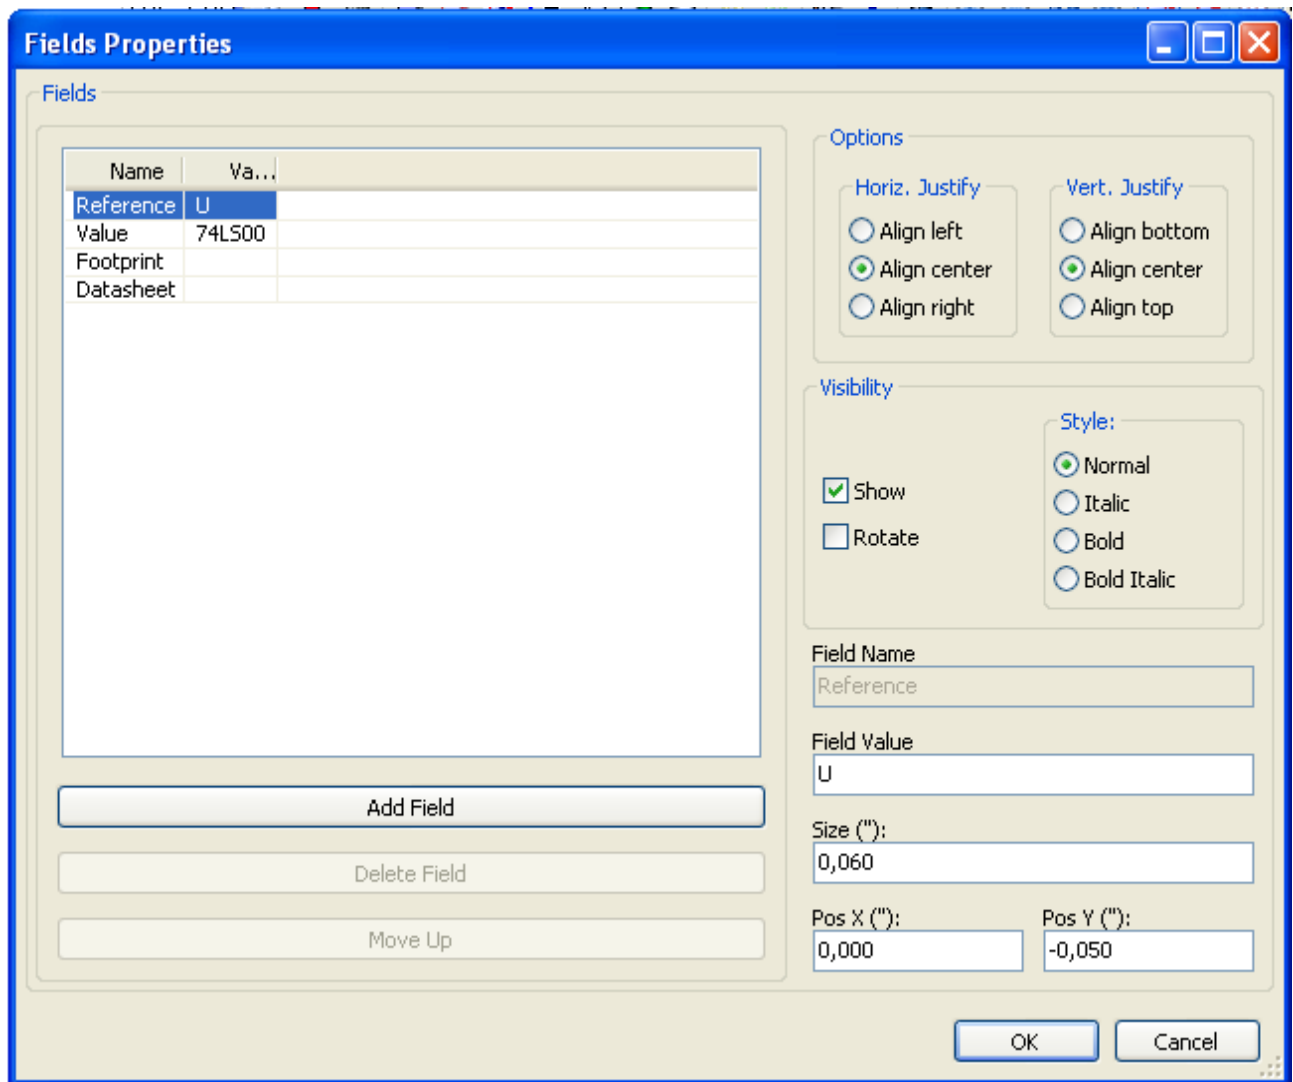 Fields Properties
Fields
Name Va...
Reference U
Value 74LS00
Footprint
Datasheet
Add Field
Delete Field
Move Up
Options
Horiz. Justify
Align left
Align center
Align right
Vert. Justify
Align bottom
Align center
Align top
Visibility
Show
Rotate
Style:
Normal
Italic
Bold
Bold Italic
Field Name
Reference
Field Value
U
Size ("):
0,060
Pos X ("): Pos Y ("):
0,000 -0,050
OK Cancel